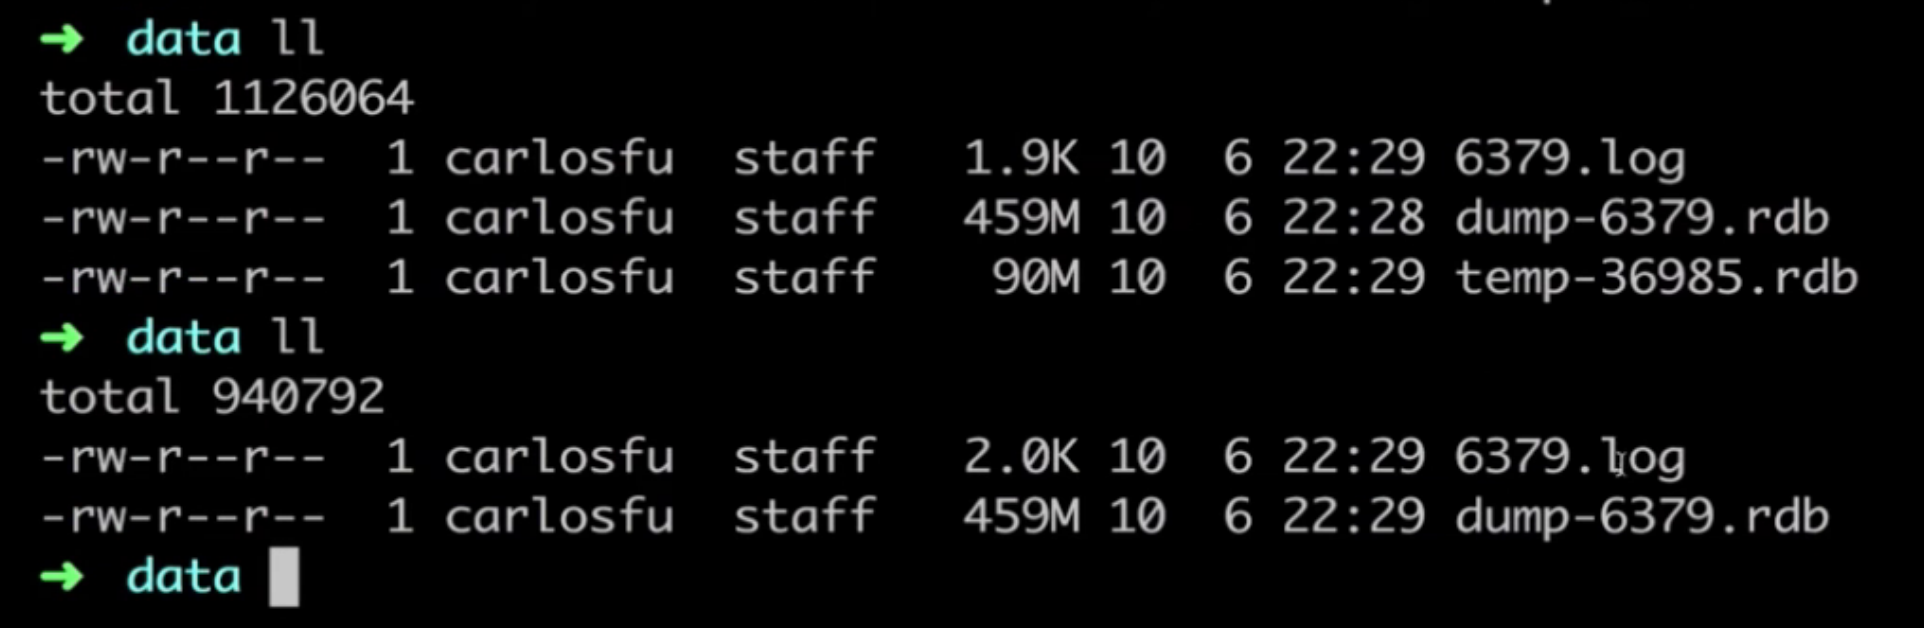 ➜ data ll
total 1126064
-rw-r--r-- 1 carlosfu staff 1.9K 10 6 22:29 6379.log
-rw-r--r-- 1 carlosfu staff 459M 10 6 22:28 dump-6379.rdb
-rw-r--r-- 1 carlosfu staff 90M 10 6 22:29 temp-36985.rdb
➜ data ll
total 940792
-rw-r--r-- 1 carlosfu staff 2.0K 10 6 22:29 6379.log
-rw-r--r-- 1 carlosfu staff 459M 10 6 22:29 dump-6379.rdb
➜ data